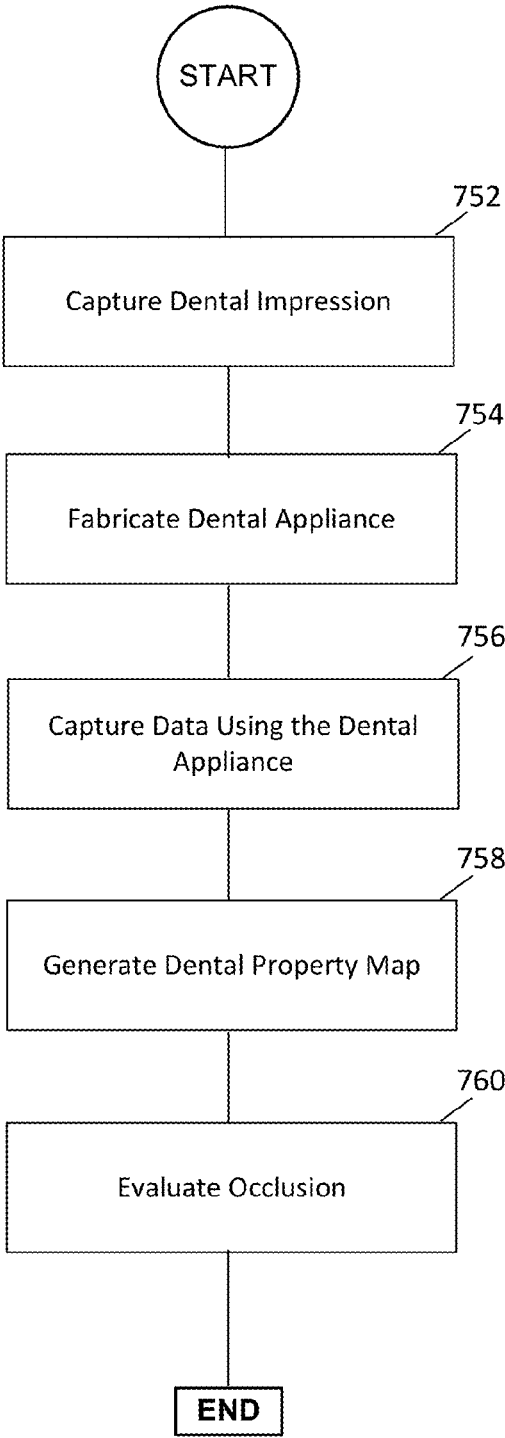 START
752
Capture Dental Impression
754
Fabricate Dental Appliance
756
Capture Data Using the Dental
Appliance
758
Generate Dental Property Map
760
Evaluate Occlusion
END